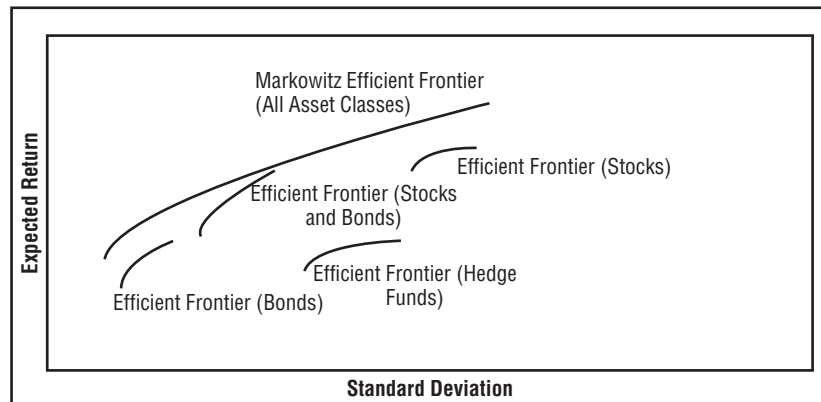 Markowitz Efficient Frontier
(All Asset Classes)
Efficient Frontier (Stocks)
Efficient Frontier (Stocks
and Bonds)
Efficient Frontier (Hedge
Funds)
Efficient Frontier (Bonds)
Expected Return
Standard Deviation